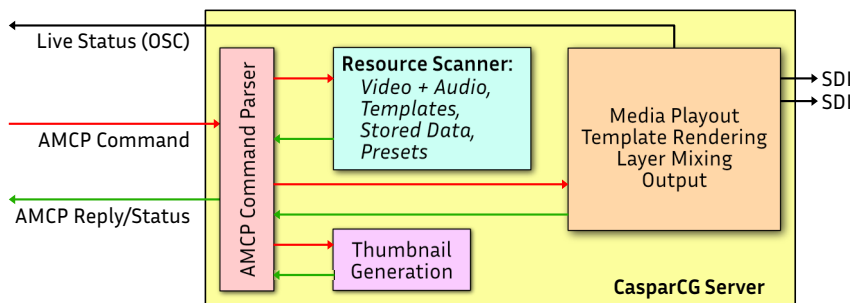 Live Status (OSC)
AMCP Command
AMCP Reply/Status
AMCP Command Parser
Resource Scanner:
Video + Audio,
Templates,
Stored Data,
Presets
Thumbnail
Generation
Media Playout
Template Rendering
Layer Mixing
Output
SDI
SDI
CasparCG Server